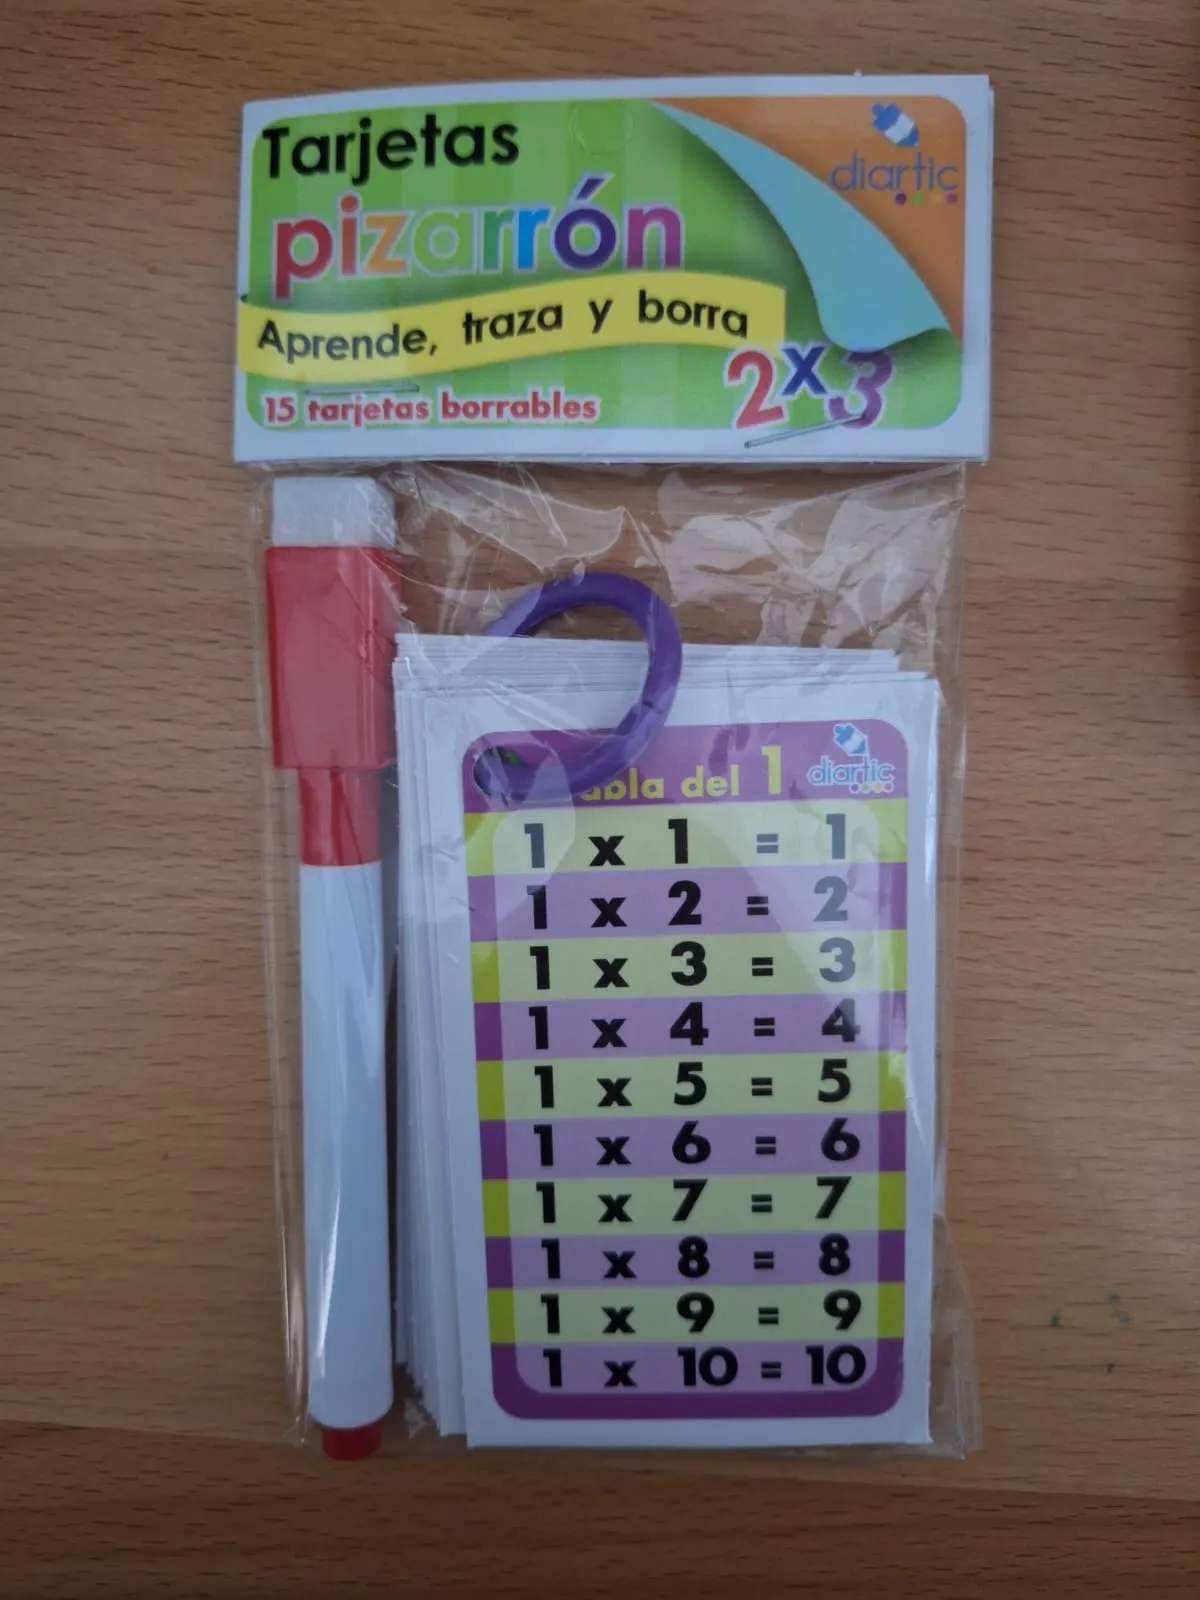 Tarjetas
diartic
pizarrón
Aprende, traza y borra
2x3
15 tarjetas borrables
del 1
diartic
1 x 1 = 1
1 x 2 = 2
1 x 3 = 3
1 x 4 = 4
1 x 5 = 5
1 x 6 = 6
1 x 7 = 7
1 x 8 = 8
1 x 9 = 9
1 x 10 = 10